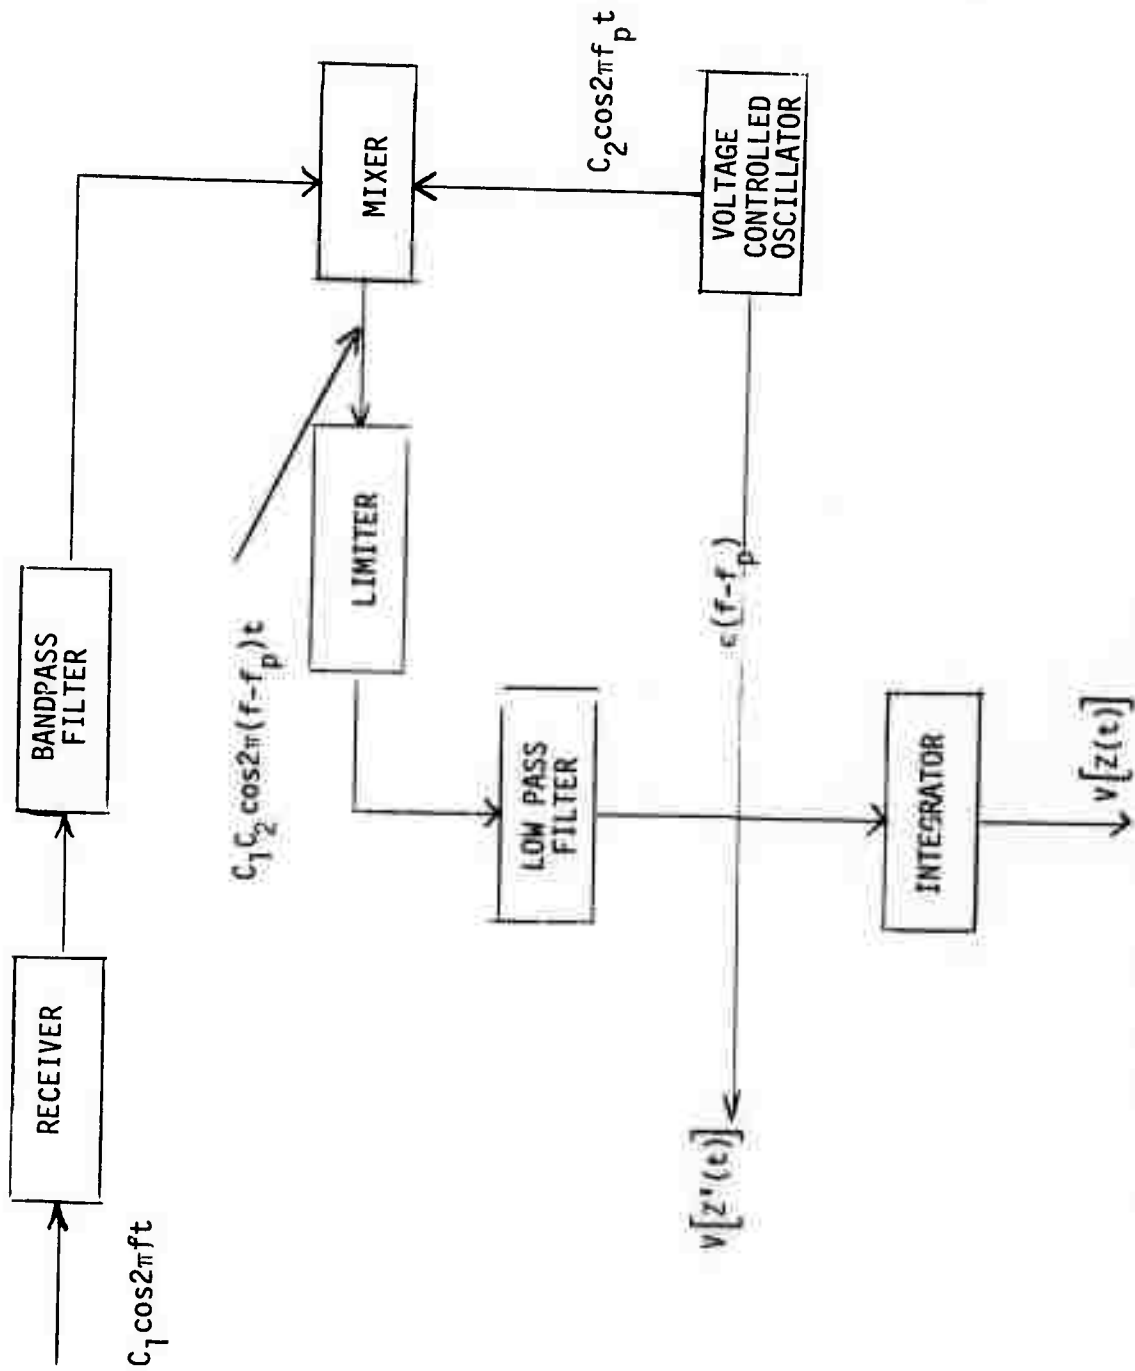 C₁cos2πft
RECEIVER
BANDPASS
FILTER
MIXER
C₂cos2πfₚt
VOLTAGE
CONTROLLED
OSCILLATOR
C₁C₂cos2π(f-fₚ)t
LIMITER
LOW PASS
FILTER
ε(f-fₚ)
V[Z'(t)]
INTEGRATOR
V[Z(t)]